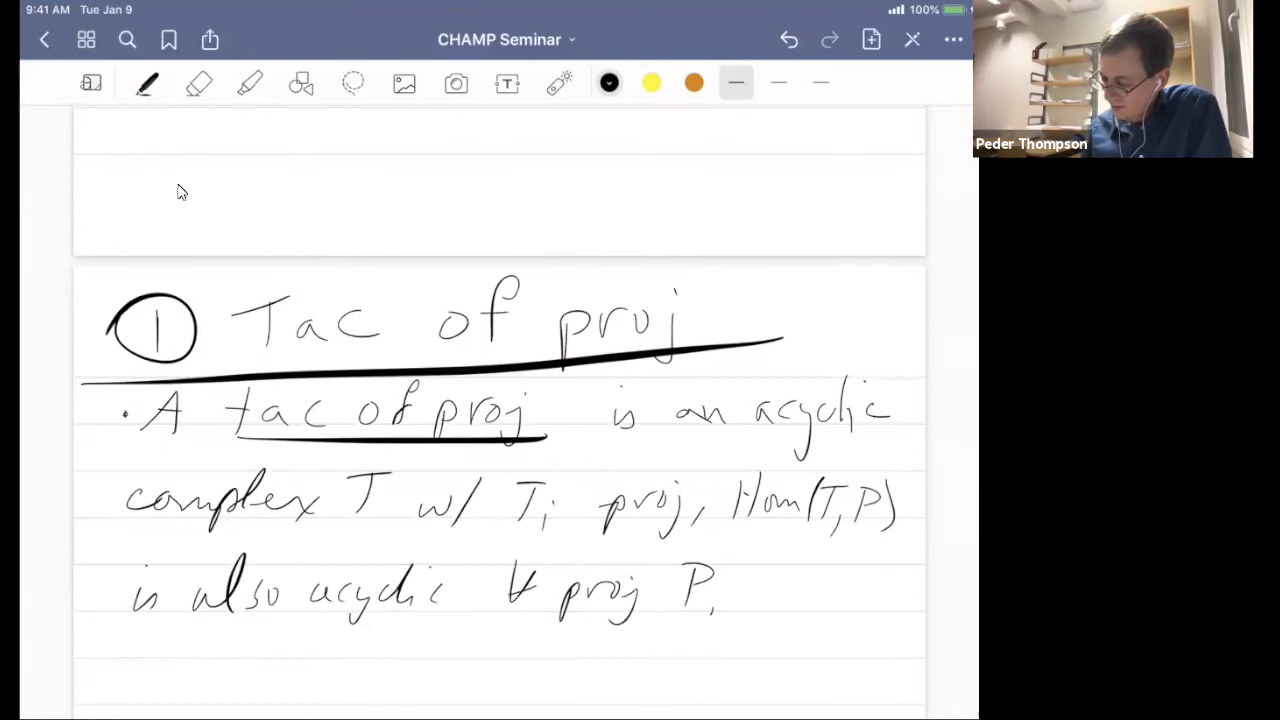 9:41 AM Tue Jan 9
100%
CHAMP Seminar
T
Peder Thompson
① Tac of proj
· A tac of proj is an acyclic
complex T w/ Ti proj, Hom(T,P)
is also acyclic ∀ proj P.